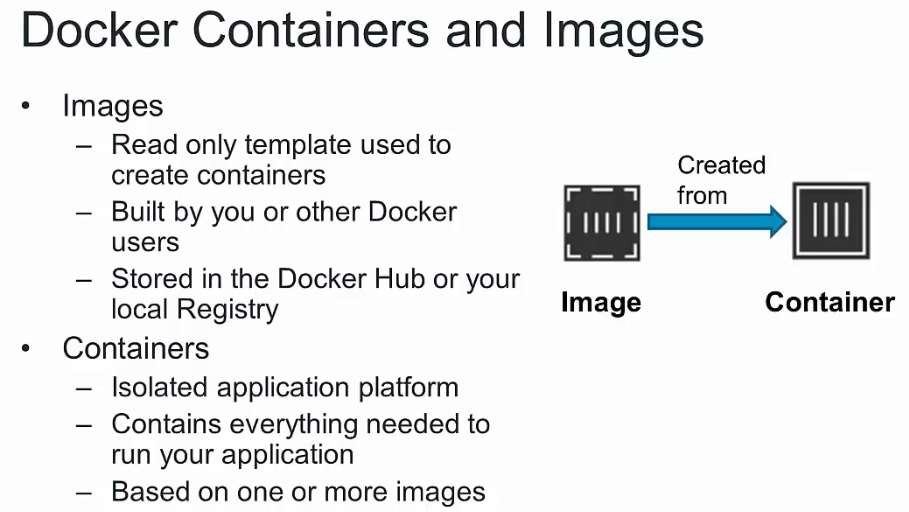 Docker Containers and Images
• Images
– Read only template used to
create containers
– Built by you or other Docker
users
– Stored in the Docker Hub or your
local Registry
• Containers
– Isolated application platform
– Contains everything needed to
run your application
– Based on one or more images
Created
from
Image
Container